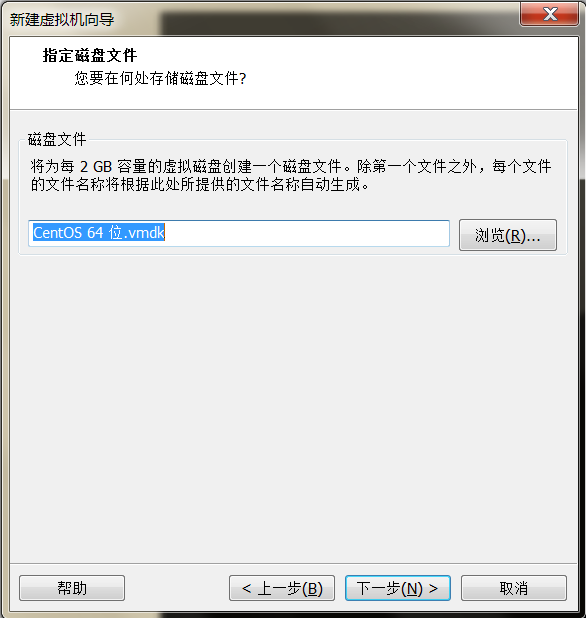 新建虚拟机向导
指定磁盘文件
您要在何处存储磁盘文件?
磁盘文件
将为每 2 GB 容量的虚拟磁盘创建一个磁盘文件。除第一个文件之外，每个文件
的文件名称将根据此处所提供的文件名称自动生成。
CentOS 64 位.vmdk
浏览(R)...
帮助
< 上一步(B)
下一步(N) >
取消